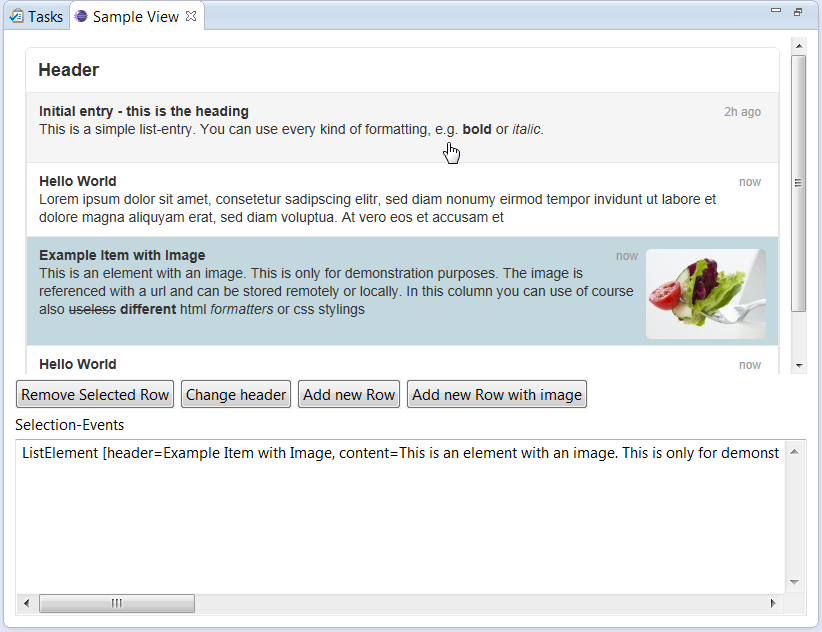 Tasks Sample View
Header
Initial entry - this is the heading 2h ago
This is a simple list-entry. You can use every kind of formatting, e.g. bold or italic.
Hello World now
Lorem ipsum dolor sit amet, consetetur sadipscing elitr, sed diam nonumy eirmod tempor invidunt ut labore et
dolore magna aliquyam erat, sed diam voluptua. At vero eos et accusam et
Example Item with Image now
This is an element with an image. This is only for demonstration purposes. The image is
referenced with a url and can be stored remotely or locally. In this column you can use of course
also useless different html formatters or css stylings
Hello World now
Remove Selected Row Change header Add new Row Add new Row with image
Selection-Events
ListElement [header=Example Item with Image, content=This is an element with an image. This is only for demonst